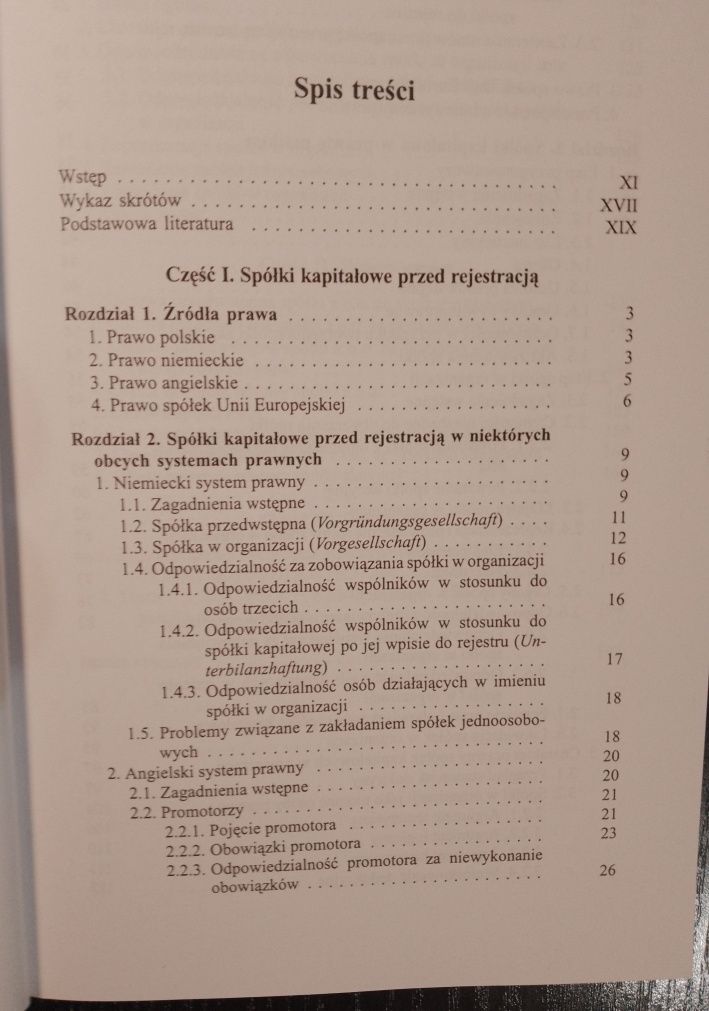 Spis treści
Wstęp . . . . . . . . . . . . . . . . . . . . . . . . . . . . . . . . . . . . . . . XI
Wykaz skrótów . . . . . . . . . . . . . . . . . . . . . . . . . . . . . . . . . XVII
Podstawowa literatura . . . . . . . . . . . . . . . . . . . . . . . . . . . XIX
Część I. Spółki kapitałowe przed rejestracją
Rozdział 1. Źródła prawa . . . . . . . . . . . . . . . . . . . . . . . . 3
1. Prawo polskie . . . . . . . . . . . . . . . . . . . . . . . . . . . . 3
2. Prawo niemieckie . . . . . . . . . . . . . . . . . . . . . . . . . . 3
3. Prawo angielskie . . . . . . . . . . . . . . . . . . . . . . . . . . . 5
4. Prawo spółek Unii Europejskiej . . . . . . . . . . . . . . . . . 6
Rozdział 2. Spółki kapitałowe przed rejestracją w niektórych
obcych systemach prawnych . . . . . . . . . . . . . . . . . . . 9
1. Niemiecki system prawny . . . . . . . . . . . . . . . . . . . . . 9
1.1. Zagadnienia wstępne . . . . . . . . . . . . . . . . . . . . . 9
1.2. Spółka przedwstępna (Vorgründungsgesellschaft) . . . . 11
1.3. Spółka w organizacji (Vorgesellschaft) . . . . . . . . . . . 12
1.4. Odpowiedzialność za zobowiązania spółki w organizacji 16
1.4.1. Odpowiedzialność wspólników w stosunku do
osób trzecich . . . . . . . . . . . . . . . . . . . . . . . 16
1.4.2. Odpowiedzialność wspólników w stosunku do
spółki kapitałowej po jej wpisie do rejestru (Un-
terbilanzhaftung) . . . . . . . . . . . . . . . . . . . 17
1.4.3. Odpowiedzialność osób działających w imieniu
spółki w organizacji . . . . . . . . . . . . . . . . . 18
1.5. Problemy związane z zakładaniem spółek jednoosobo-
wych . . . . . . . . . . . . . . . . . . . . . . . . . . . . . . . 18
2. Angielski system prawny . . . . . . . . . . . . . . . . . . . . 20
2.1. Zagadnienia wstępne . . . . . . . . . . . . . . . . . . . . 20
2.2. Promotorzy . . . . . . . . . . . . . . . . . . . . . . . . . . 21
2.2.1. Pojęcie promotora . . . . . . . . . . . . . . . . . . 21
2.2.2. Obowiązki promotora . . . . . . . . . . . . . . . . 23
2.2.3. Odpowiedzialność promotora za niewykonanie
obowiązków . . . . . . . . . . . . . . . . . . . . . . 26